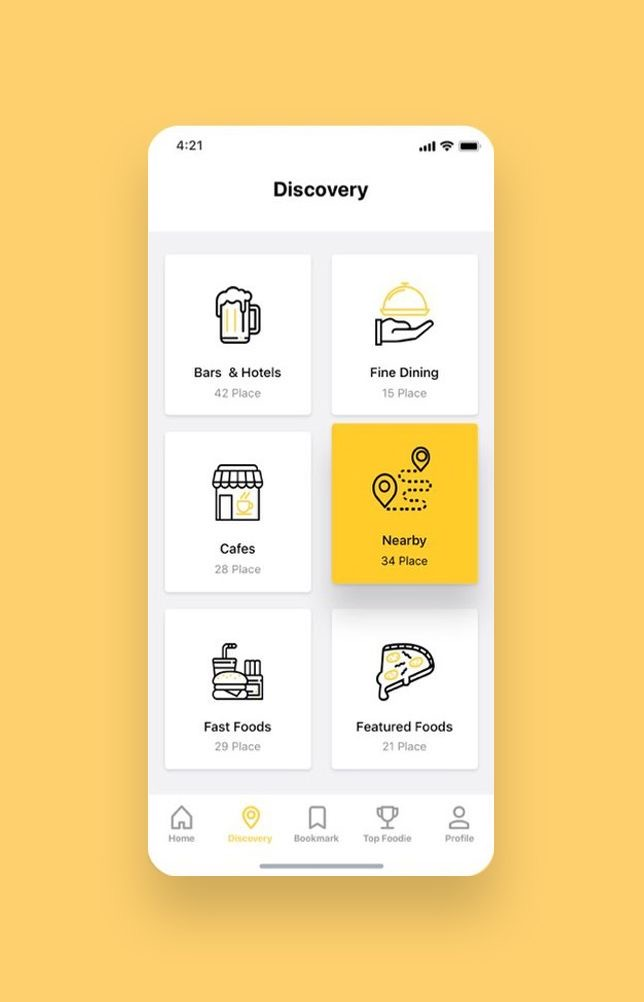 4:21
Discovery
Bars & Hotels
42 Place
Fine Dining
15 Place
Cafes
28 Place
Nearby
34 Place
Fast Foods
29 Place
Featured Foods
21 Place
Home
Discovery
Bookmark
Top Foodie
Profile